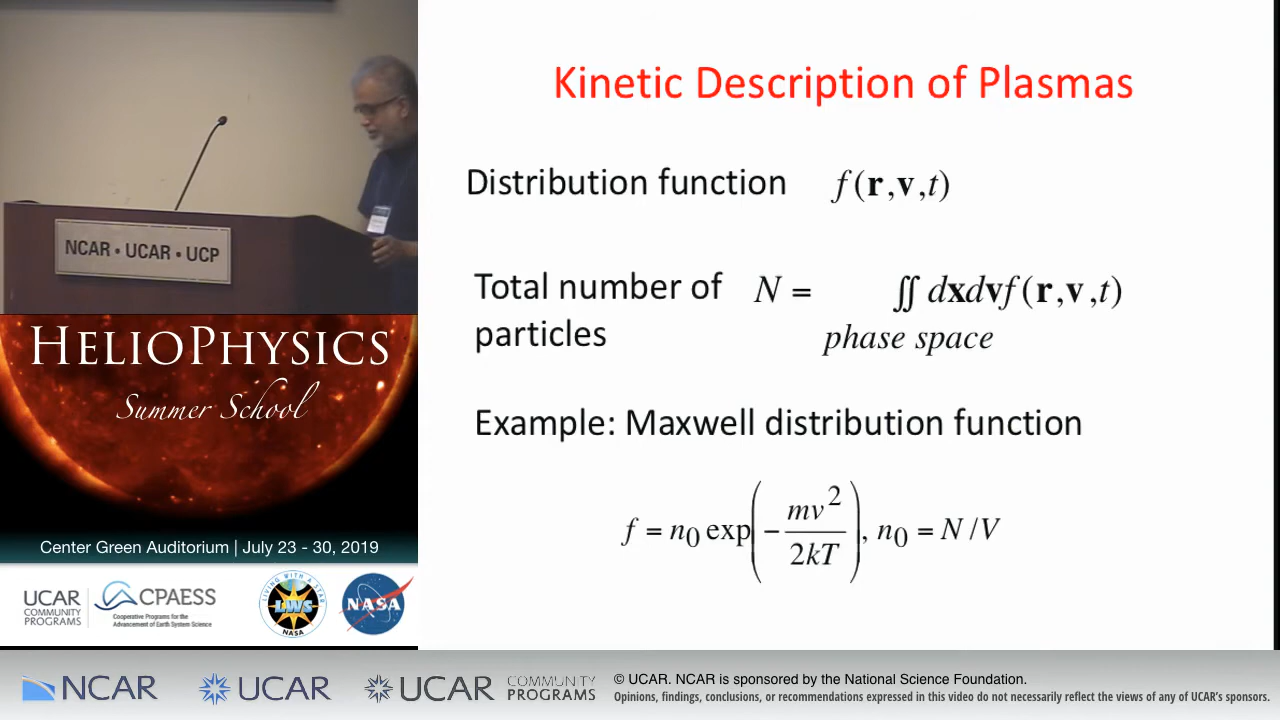 Kinetic Description of Plasmas
Distribution function f(r,v,t)
Total number of particles N = ∬ dxdvf(r,v,t)
phase space
Example: Maxwell distribution function
f = n₀ exp(−mv²/2kT), n₀ = N/V
NCAR • UCAR • UCP
HELIOPHYSICS
Summer School
Center Green Auditorium | July 23 - 30, 2019
UCAR
COMMUNITY
PROGRAMS
CPAESS
Cooperative Programs for the
Advancement of Earth System Science
LIVING WITH A STAR
LWS
NASA
NASA
NCAR
UCAR
UCAR
COMMUNITY
PROGRAMS
© UCAR. NCAR is sponsored by the National Science Foundation.
Opinions, findings, conclusions, or recommendations expressed in this video do not necessarily reflect the views of any of UCAR's sponsors.